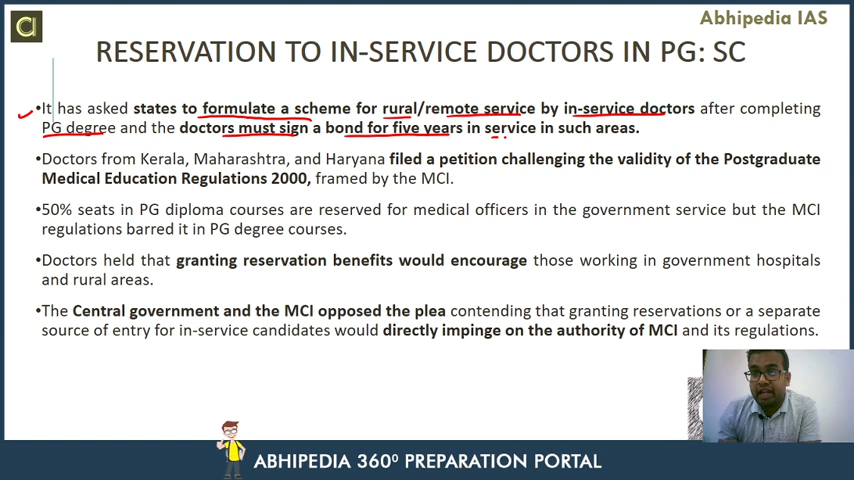 Abhipedia IAS
a
RESERVATION TO IN-SERVICE DOCTORS IN PG: SC
•It has asked states to formulate a scheme for rural/remote service by in-service doctors after completing
PG degree and the doctors must sign a bond for five years in service in such areas.
•Doctors from Kerala, Maharashtra, and Haryana filed a petition challenging the validity of the Postgraduate
Medical Education Regulations 2000, framed by the MCI.
•50% seats in PG diploma courses are reserved for medical officers in the government service but the MCI
regulations barred it in PG degree courses.
•Doctors held that granting reservation benefits would encourage those working in government hospitals
and rural areas.
•The Central government and the MCI opposed the plea contending that granting reservations or a separate
source of entry for in-service candidates would directly impinge on the authority of MCI and its regulations.
ABHIPEDIA 360⁰ PREPARATION PORTAL